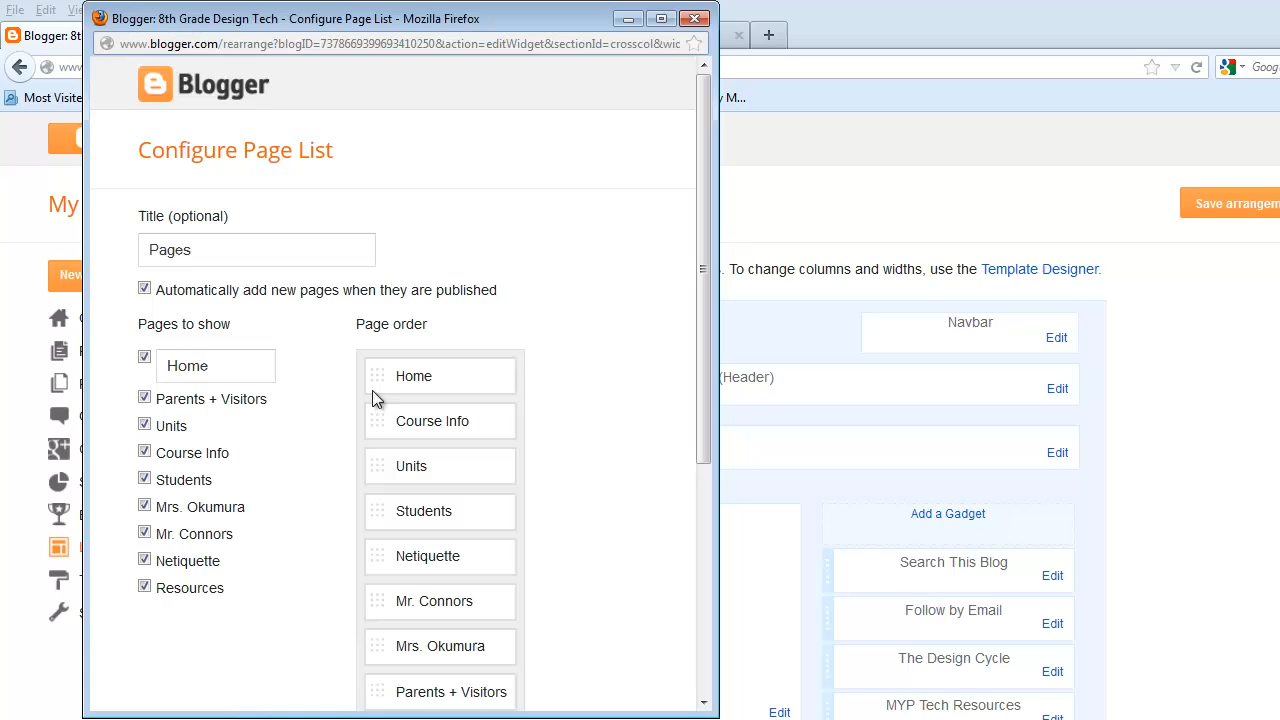 File Edit
Blogger: 8th Grade Design Tech - Configure Page List - Mozilla Firefox
Blogger: 8t
www.blogger.com/rearrange?blogID=7378669399693410250&action=editWidget&sectionId=crosscol&wic
Goog
Most Visite
y M...
Blogger
Configure Page List
My
Save arrangem
Title (optional)
Pages
New
. To change columns and widths, use the Template Designer.
Automatically add new pages when they are published
Pages to show
Page order
Home
Parents + Visitors
Units
Course Info
Students
Mrs. Okumura
Mr. Connors
Netiquette
Resources
Home
Course Info
Units
Students
Netiquette
Mr. Connors
Mrs. Okumura
Parents + Visitors
Navbar
Edit
(Header)
Edit
Edit
Add a Gadget
Search This Blog
Edit
Follow by Email
Edit
The Design Cycle
Edit
MYP Tech Resources
Edit
Edit